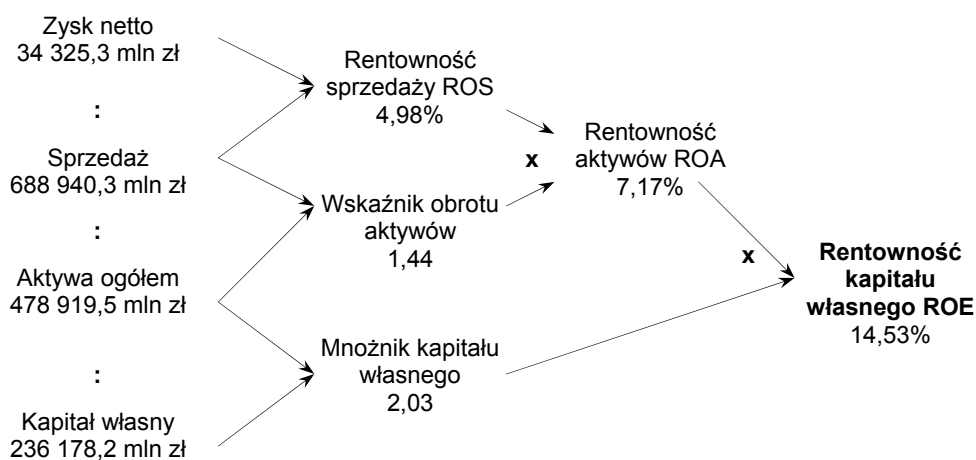 Zysk netto
34 325,3 mln zł
:
Sprzedaż
688 940,3 mln zł
:
Aktywa ogółem
478 919,5 mln zł
:
Kapitał własny
236 178,2 mln zł
Rentowność
sprzedaży ROS
4,98%
x
Wskaźnik obrotu
aktywów
1,44
Mnożnik kapitału
własnego
2,03
Rentowność
aktywów ROA
7,17%
x
Rentowność
kapitału
własnego ROE
14,53%